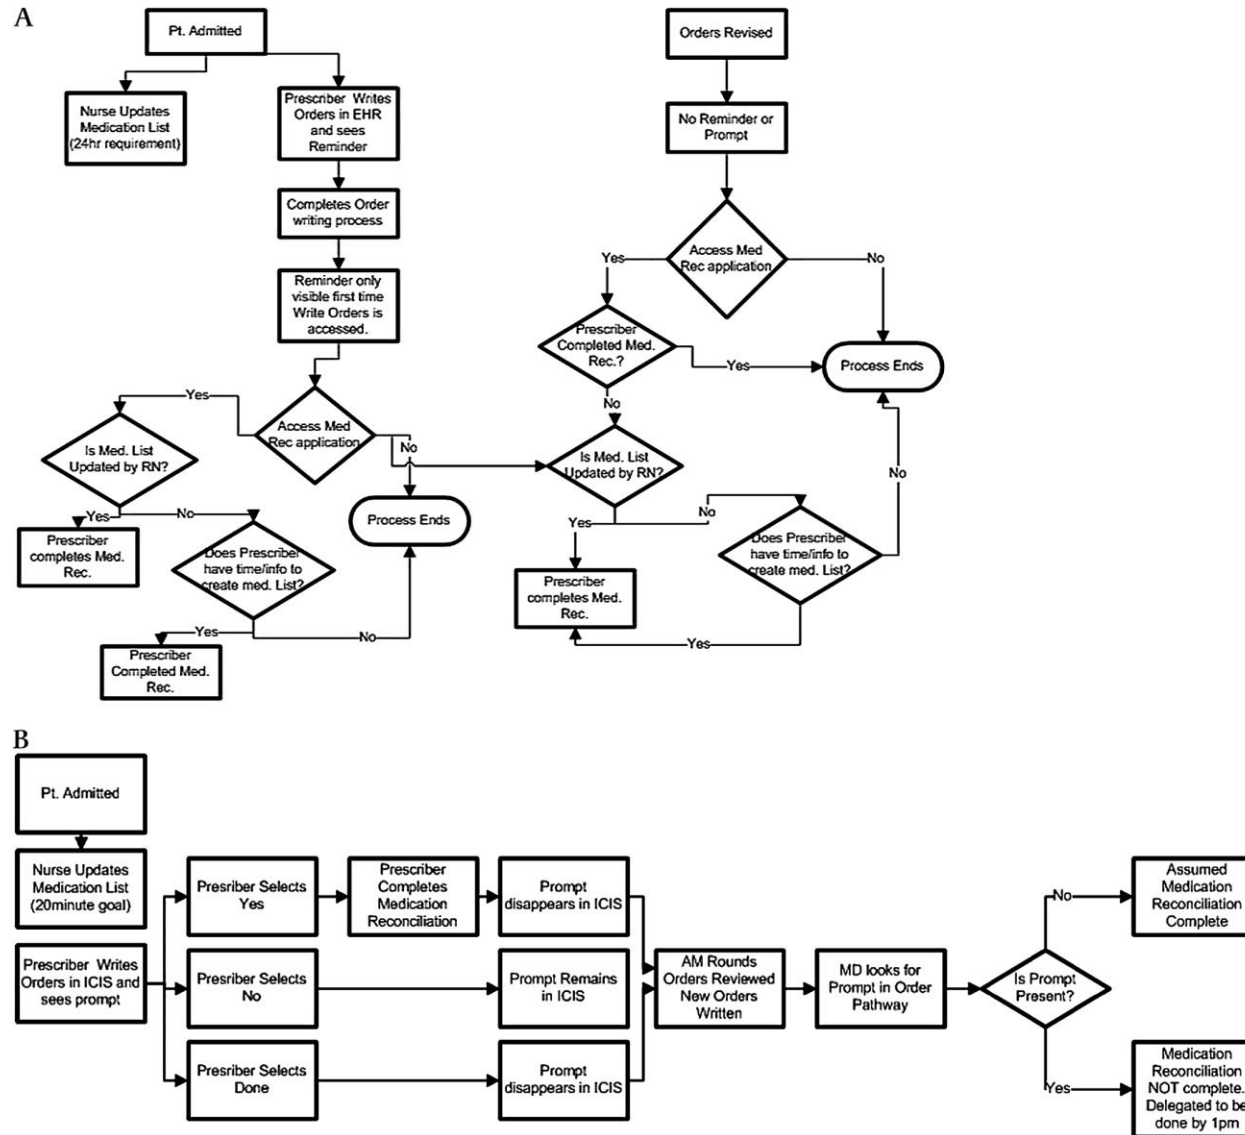 A
Pt. Admitted
Nurse Updates
Medication List
(24hr requirement)
Prescriber Writes
Orders in EHR
and sees
Reminder
Completes Order
writing process
Reminder only
visible first time
Write Orders is
accessed.
Access Med
Rec application
Yes
No
Is Med. List
Updated by RN?
Yes
No
Prescriber
completes Med.
Rec.
Does Prescriber
have time/info to
create med. List?
Yes
No
Prescriber
Completed Med.
Rec.
Process Ends
Orders Revised
No Reminder or
Prompt
Access Med
Rec application
Yes
No
Prescriber
Completed Med.
Rec.?
Yes
No
Process Ends
Is Med. List
Updated by RN?
Yes
No
Does Prescriber
have time/info to
create med. List?
No
Yes
Prescriber
completes Med.
Rec.
B
Pt. Admitted
Nurse Updates
Medication List
(20minute goal)
Prescriber Writes
Orders in ICIS and
sees prompt
Presriber Selects
Yes
Prescriber
Completes
Medication
Reconciliation
Prompt
disappears in ICIS
Presriber Selects
No
Prompt Remains
in ICIS
Presriber Selects
Done
Prompt
disappears in ICIS
AM Rounds
Orders Reviewed
New Orders
Written
MD looks for
Prompt in Order
Pathway
Is Prompt
Present?
No
Assumed
Medication
Reconciliation
Complete
Yes
Medication
Reconciliation
NOT complete.
Delegated to be
done by 1pm